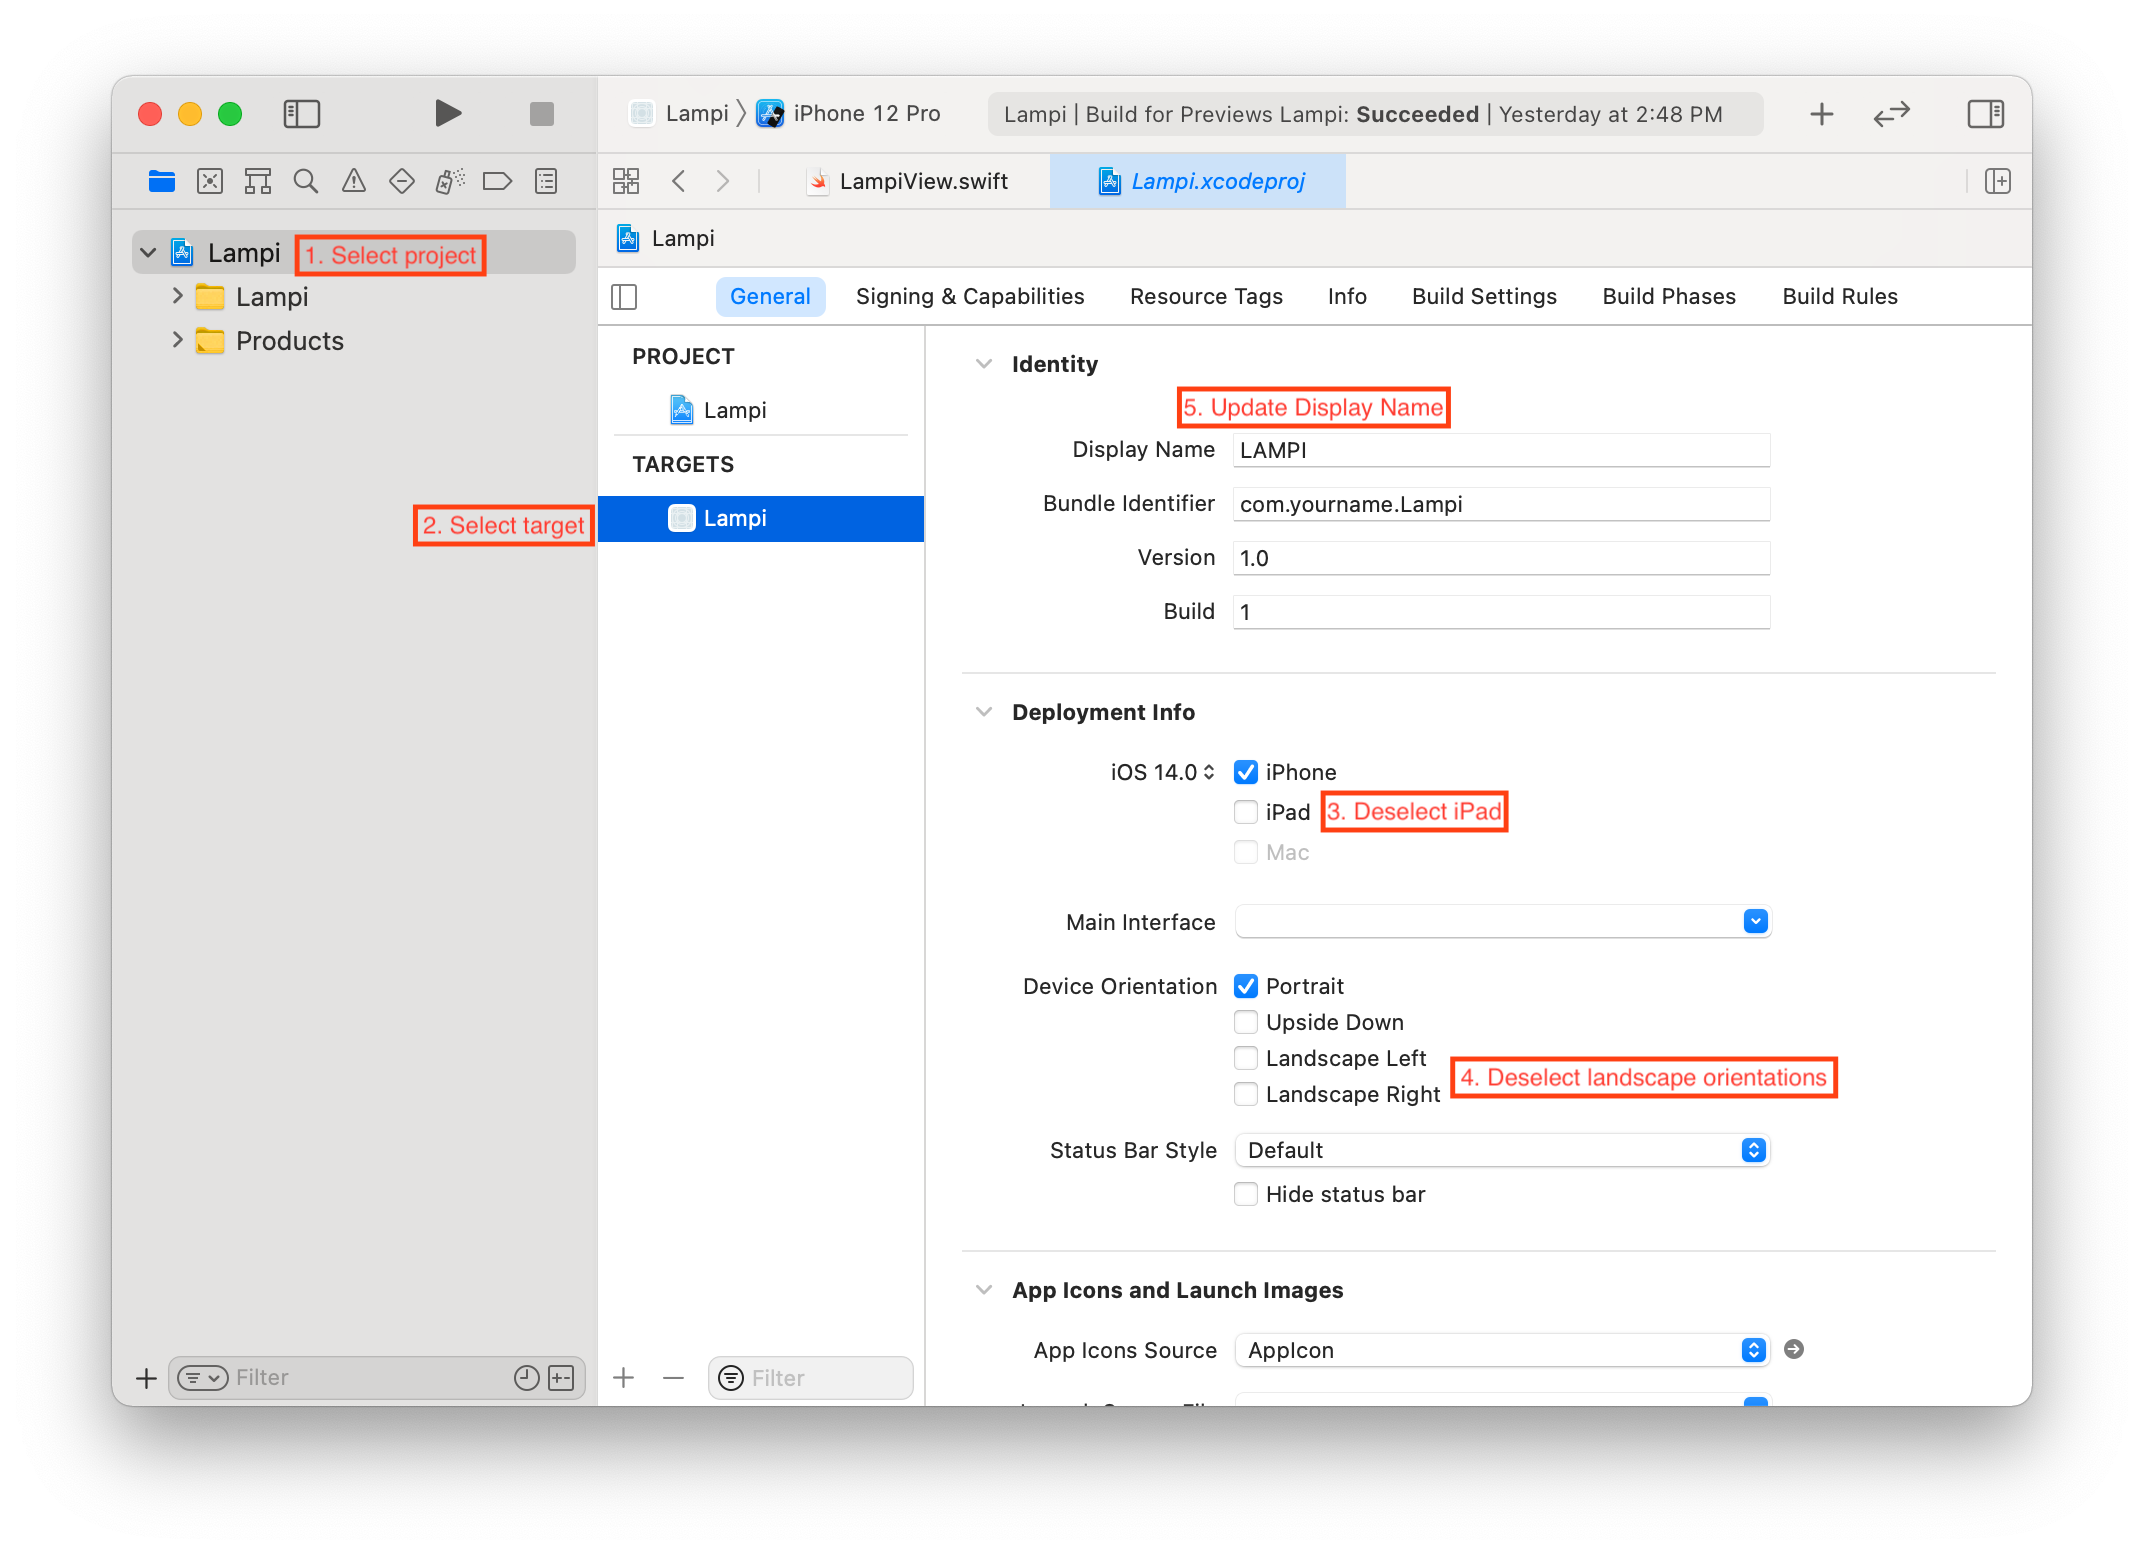 Lampi
iPhone 12 Pro
Lampi | Build for Previews Lampi: Succeeded | Yesterday at 2:48 PM
LampiView.swift
Lampi.xcodeproj
Lampi
1. Select project
Lampi
Products
Lampi
General
Signing & Capabilities
Resource Tags
Info
Build Settings
Build Phases
Build Rules
PROJECT
Lampi
TARGETS
2. Select target
Lampi
Identity
5. Update Display Name
Display Name LAMPI
Bundle Identifier com.yourname.Lampi
Version 1.0
Build 1
Deployment Info
iOS 14.0 iPhone
iPad 3. Deselect iPad
Mac
Main Interface
Device Orientation Portrait
Upside Down
Landscape Left
4. Deselect landscape orientations
Landscape Right
Status Bar Style Default
Hide status bar
App Icons and Launch Images
App Icons Source AppIcon
Filter
Filter